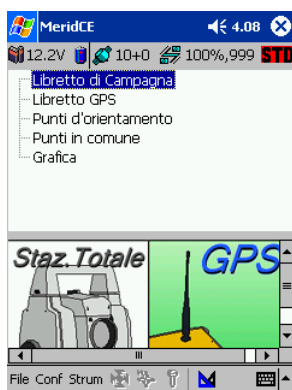 MeridCE 4.08
12.2V 10+0 100%,999 STD
Libretto di Campagna
Libretto GPS
Punti d'orientamento
Punti in comune
Grafica
Staz. Totale GPS
File Conf Strum